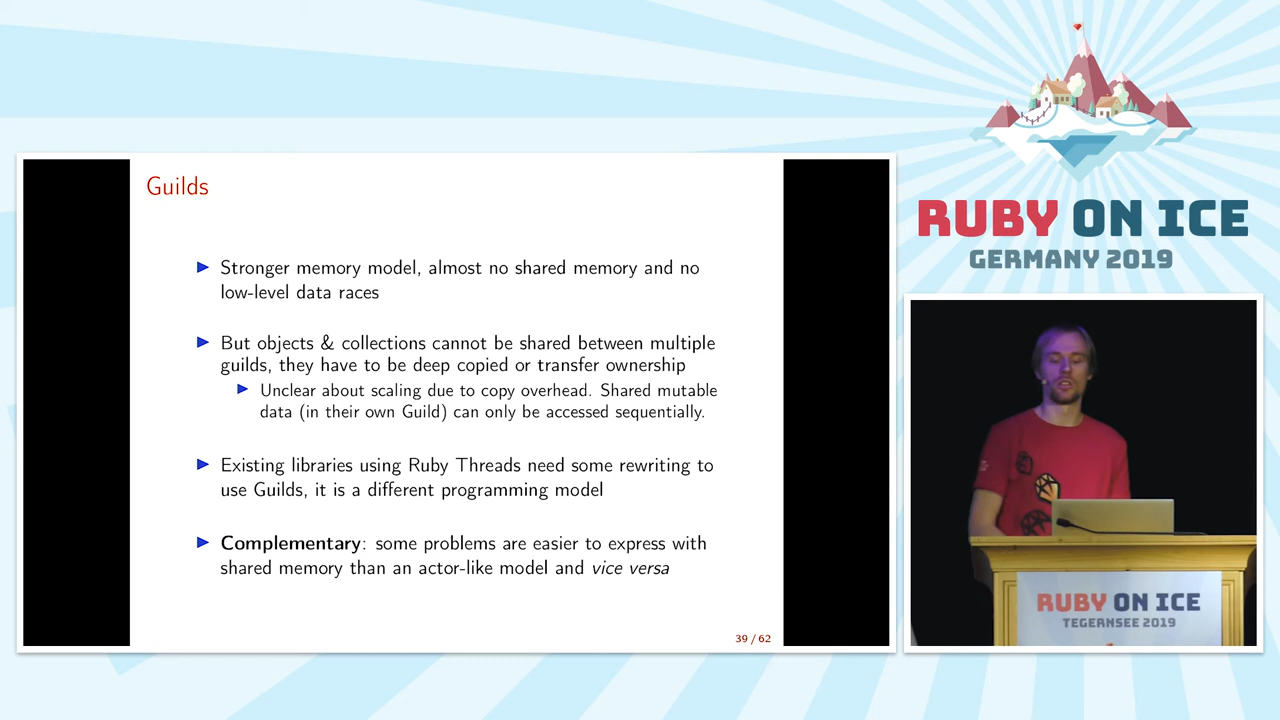 Guilds
▶ Stronger memory model, almost no shared memory and no
low-level data races
▶ But objects & collections cannot be shared between multiple
guilds, they have to be deep copied or transfer ownership
▶ Unclear about scaling due to copy overhead. Shared mutable
data (in their own Guild) can only be accessed sequentially.
▶ Existing libraries using Ruby Threads need some rewriting to
use Guilds, it is a different programming model
▶ Complementary: some problems are easier to express with
shared memory than an actor-like model and vice versa
39 / 62
RUBY ON ICE
GERMANY 2019
RUBY ON ICE
TEGERNSEE 2019